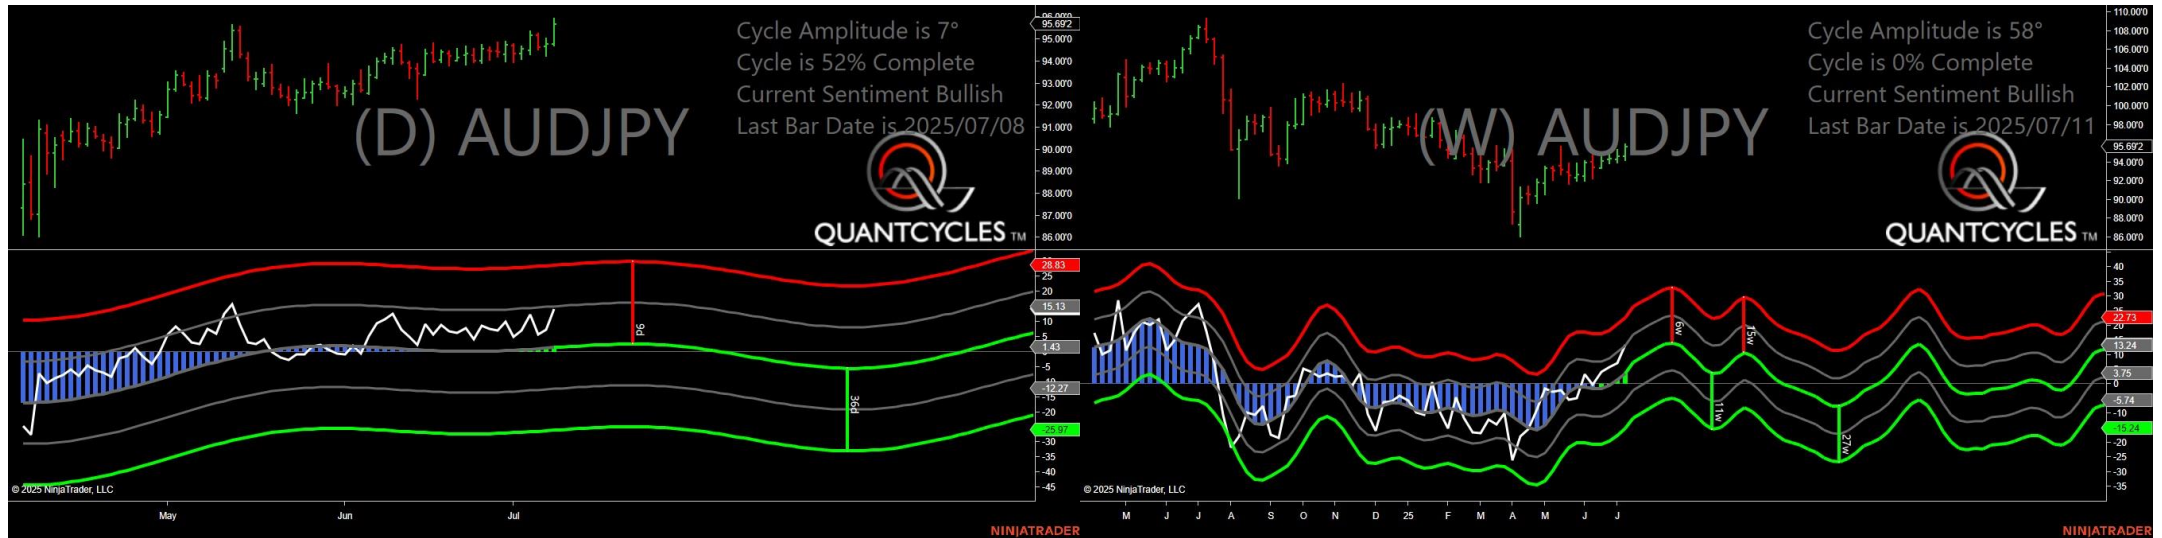 Cycle Amplitude is 7°
Cycle is 52% Complete
Current Sentiment Bullish
Last Bar Date is 2025/07/08
(D) AUDJPY
QUANTCYCLES TM
96.00'0
95.69'2
95.00'0
94.00'0
93.00'0
92.00'0
91.00'0
90.00'0
89.00'0
88.00'0
87.00'0
86.00'0
28.83
25
20
15.13
10
5
1.43
-5
-12.27
-15
-20
-25.97
-30
-35
-40
-45
9d
36d
© 2025 NinjaTrader, LLC
May
Jun
Jul
NINJATRADER
Cycle Amplitude is 58°
Cycle is 0% Complete
Current Sentiment Bullish
Last Bar Date is 2025/07/11
(W) AUDJPY
QUANTCYCLES TM
110.00'0
108.00'0
106.00'0
104.00'0
102.00'0
100.00'0
98.00'0
95.69'2
94.00'0
92.00'0
90.00'0
88.00'0
86.00'0
40
35
30
22.73
20
13.24
10
3.75
0
-5.74
-10
-15.24
-20
-25
-30
-35
6w
15w
11w
27w
© 2025 NinjaTrader, LLC
M
J
J
A
S
O
N
D
25
F
M
A
M
J
J
NINJATRADER